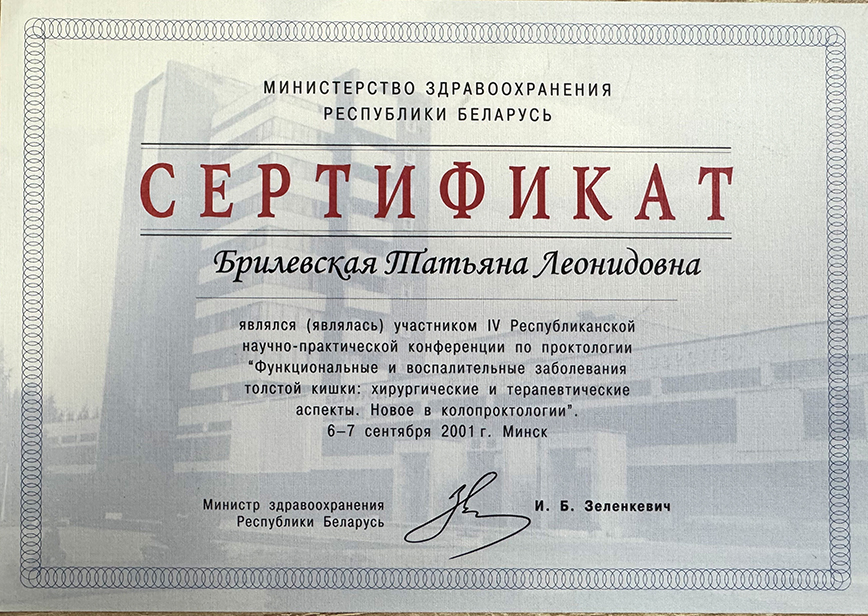 МИНИСТЕРСТВО ЗДРАВООХРАНЕНИЯ
РЕСПУБЛИКИ БЕЛАРУСЬ
СЕРТИФИКАТ
Брилевская Татьяна Леонидовна
являлся (являлась) участником IV Республиканской
научно-практической конференции по проктологии
"Функциональные и воспалительные заболевания
толстой кишки: хирургические и терапевтические
аспекты. Новое в колопроктологии".
6–7 сентября 2001 г. Минск
Министр здравоохранения
Республики Беларусь
И. Б. Зеленкевич